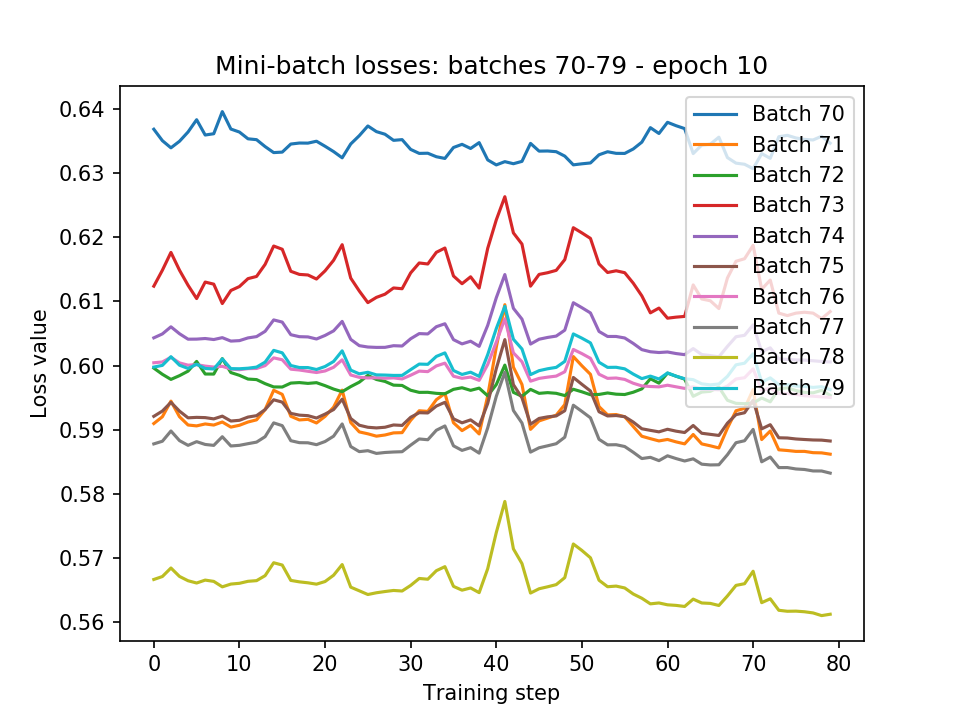 Mini-batch losses: batches 70-79 - epoch 10
Loss value
0.64
0.63
0.62
0.61
0.60
0.59
0.58
0.57
0.56
Batch 70
Batch 71
Batch 72
Batch 73
Batch 74
Batch 75
Batch 76
Batch 77
Batch 78
Batch 79
0 10 20 30 40 50 60 70 80
Training step